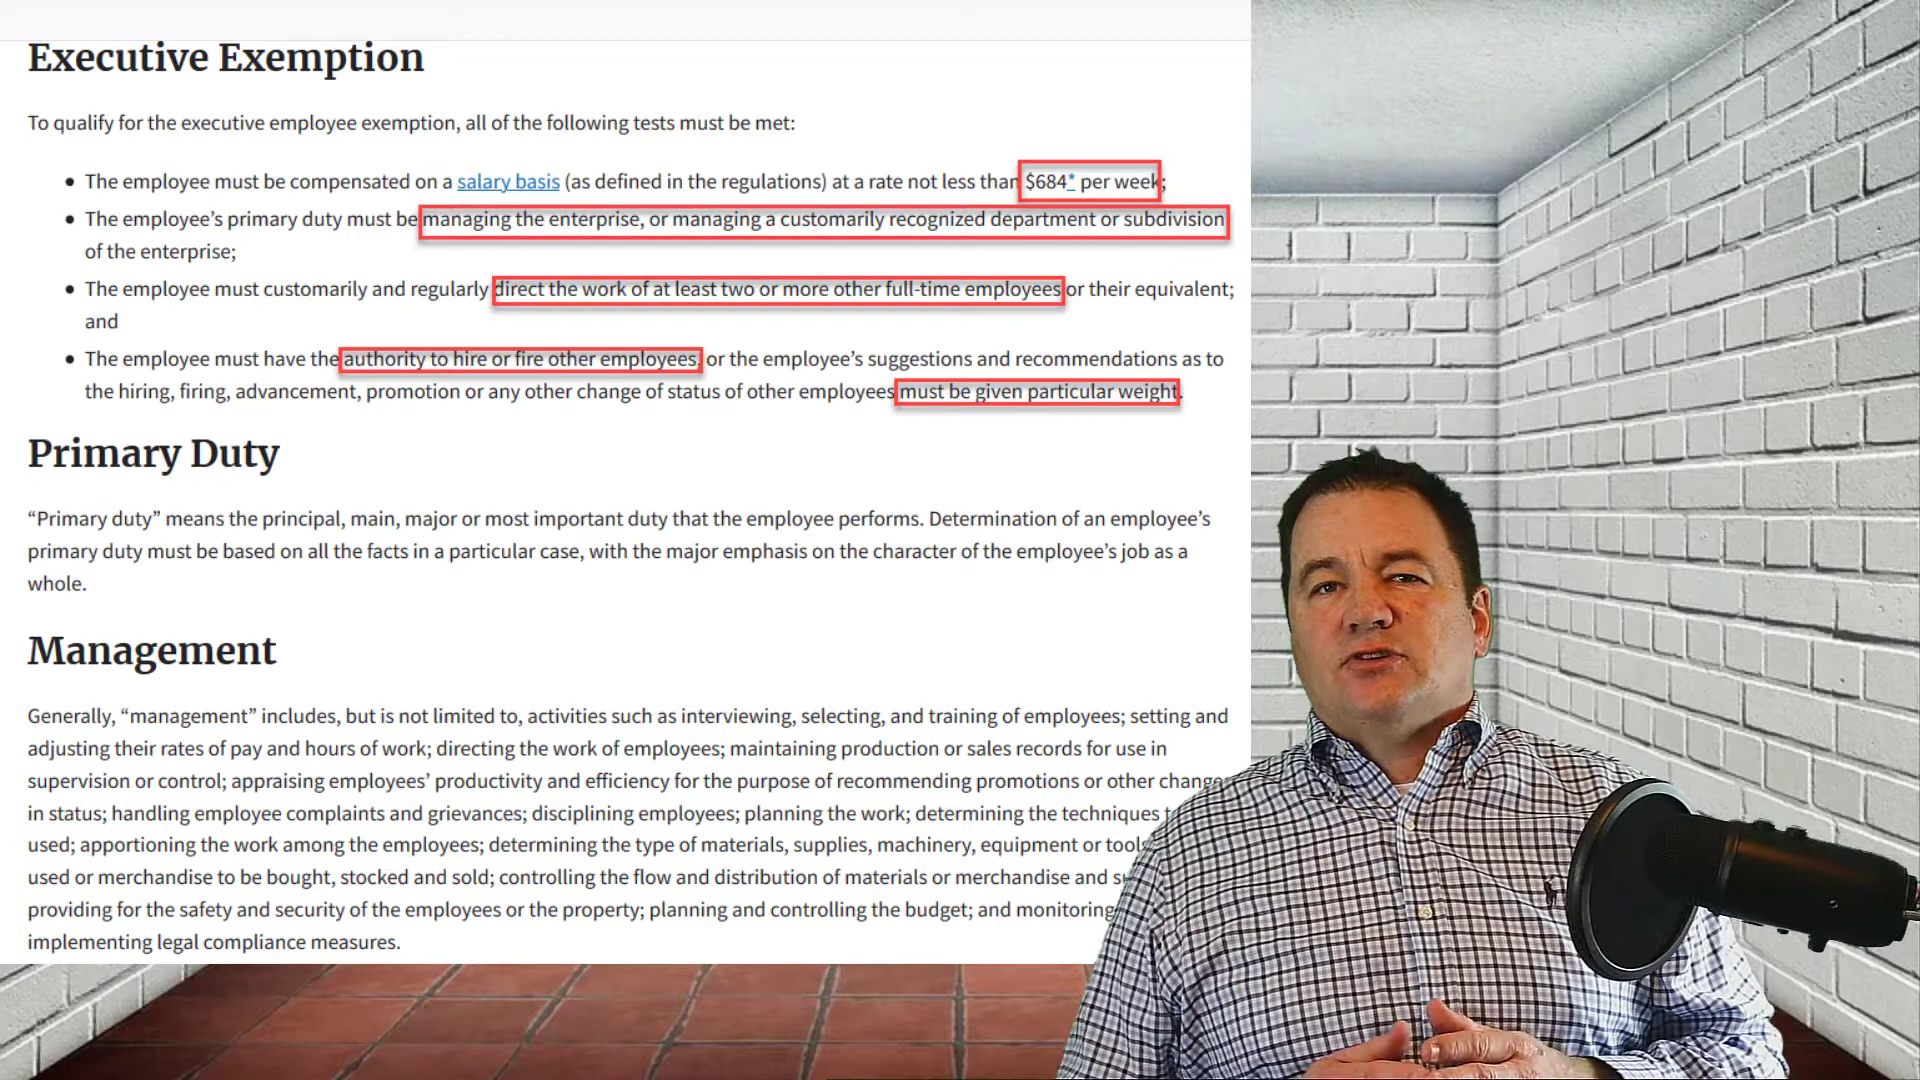 Executive Exemption
To qualify for the executive employee exemption, all of the following tests must be met:
• The employee must be compensated on a salary basis (as defined in the regulations) at a rate not less than $684* per week;
• The employee’s primary duty must be managing the enterprise, or managing a customarily recognized department or subdivision
of the enterprise;
• The employee must customarily and regularly direct the work of at least two or more other full-time employees or their equivalent;
and
• The employee must have the authority to hire or fire other employees, or the employee’s suggestions and recommendations as to
the hiring, firing, advancement, promotion or any other change of status of other employees must be given particular weight.
Primary Duty
“Primary duty” means the principal, main, major or most important duty that the employee performs. Determination of an employee’s
primary duty must be based on all the facts in a particular case, with the major emphasis on the character of the employee’s job as a
whole.
Management
Generally, “management” includes, but is not limited to, activities such as interviewing, selecting, and training of employees; setting and
adjusting their rates of pay and hours of work; directing the work of employees; maintaining production or sales records for use in
supervision or control; appraising employees’ productivity and efficiency for the purpose of recommending promotions or other
in status; handling employee complaints and grievances; disciplining employees; planning the work; determining the techniques
used; apportioning the work among the employees; determining the type of materials, supplies, machinery, equipment or tools
used or merchandise to be bought, stocked and sold; controlling the flow and distribution of materials or merchandise and
providing for the safety and security of the employees or the property; planning and controlling the budget; and monitoring
implementing legal compliance measures.